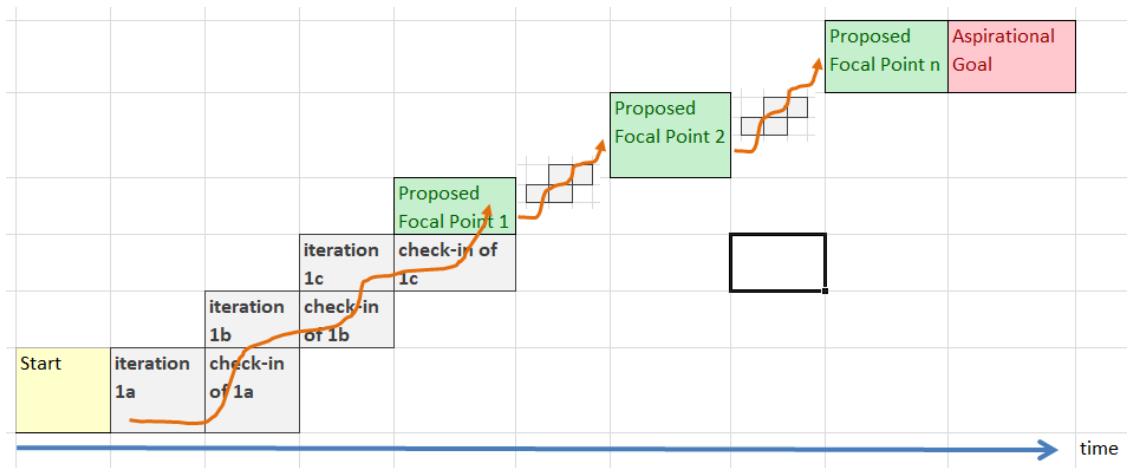 Proposed
Focal Point n
Aspirational
Goal
Proposed
Focal Point 2
Proposed
Focal Point 1
iteration
1c
check-in of
1c
iteration
1b
check-in
of 1b
Start
iteration
1a
check-in
of 1a
time